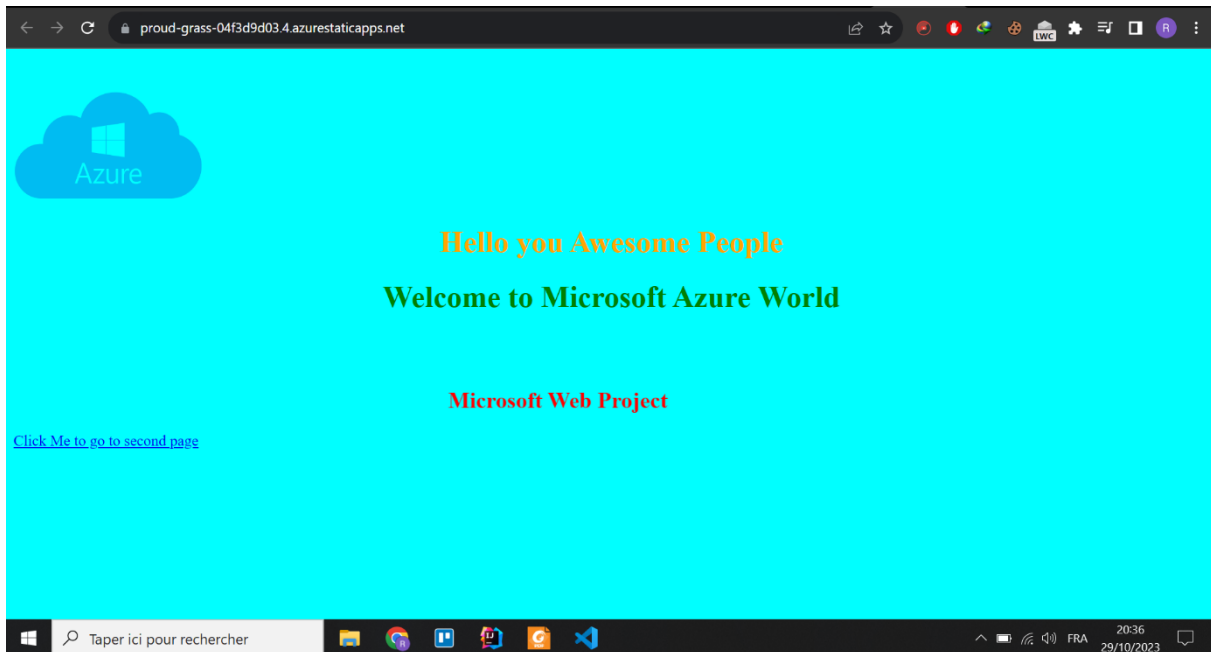 proud-grass-04f3d9d03.4.azurestaticapps.net
LWC
R
Azure
Hello you Awesome People
Welcome to Microsoft Azure World
Microsoft Web Project
Click Me to go to second page
Taper ici pour rechercher
FRA
20:36
29/10/2023